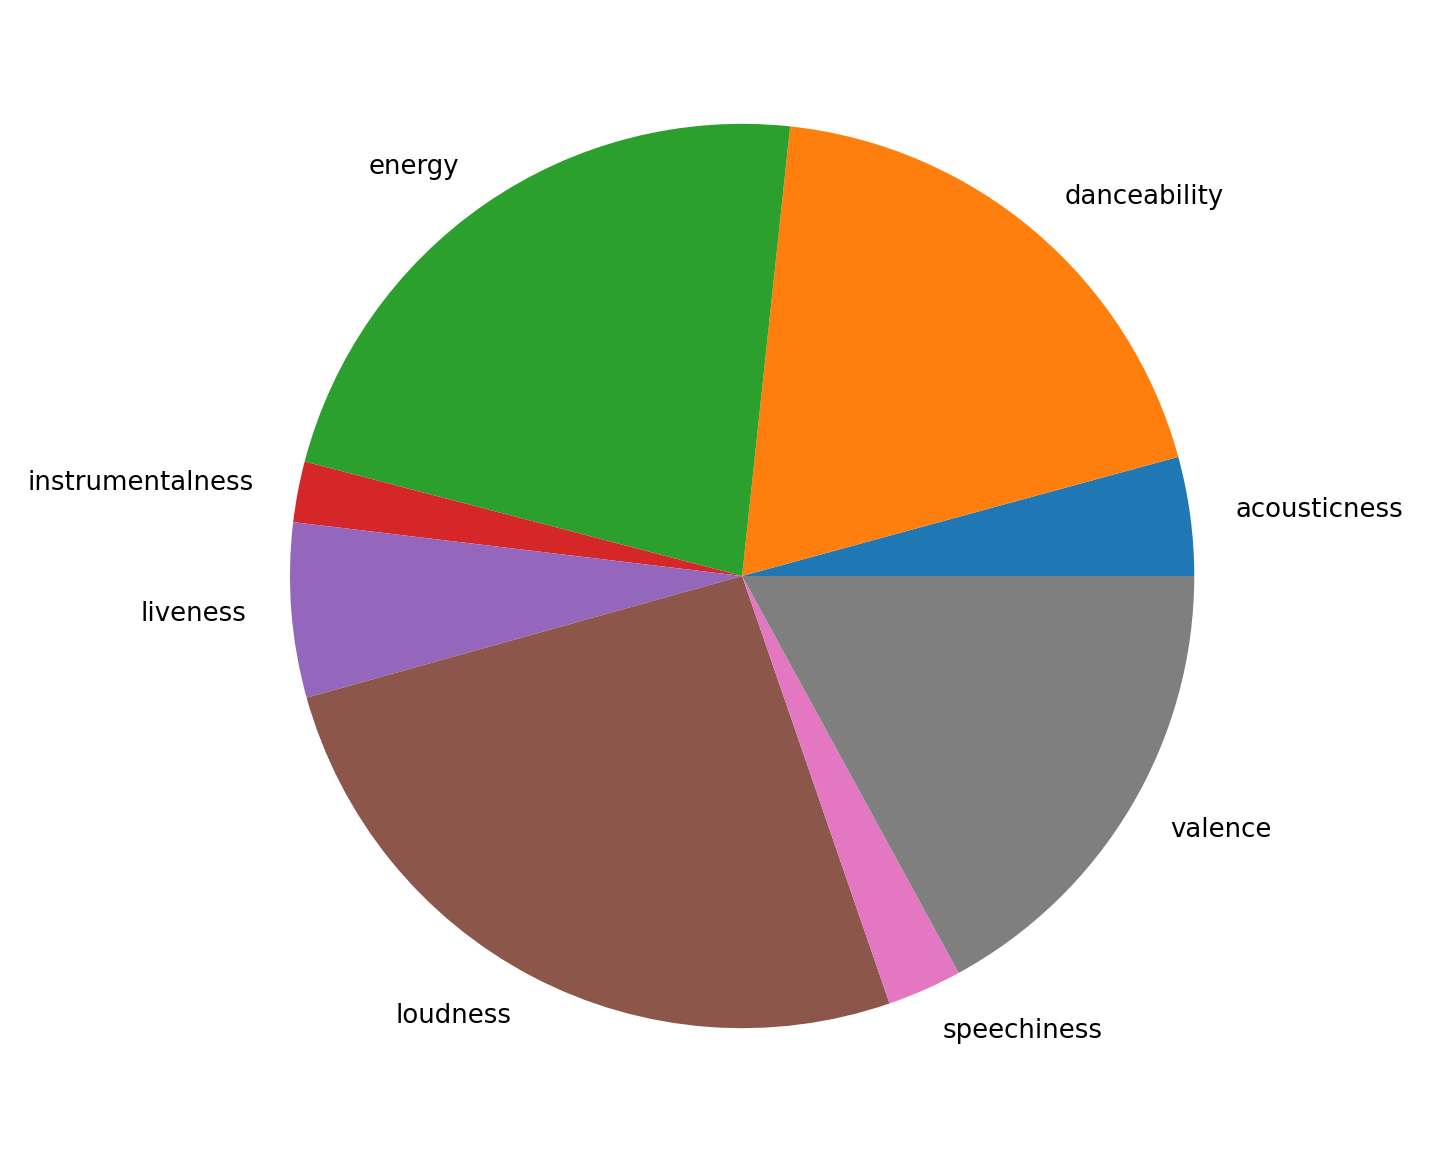 energy
danceability
instrumentalness
acousticness
liveness
valence
loudness
speechiness